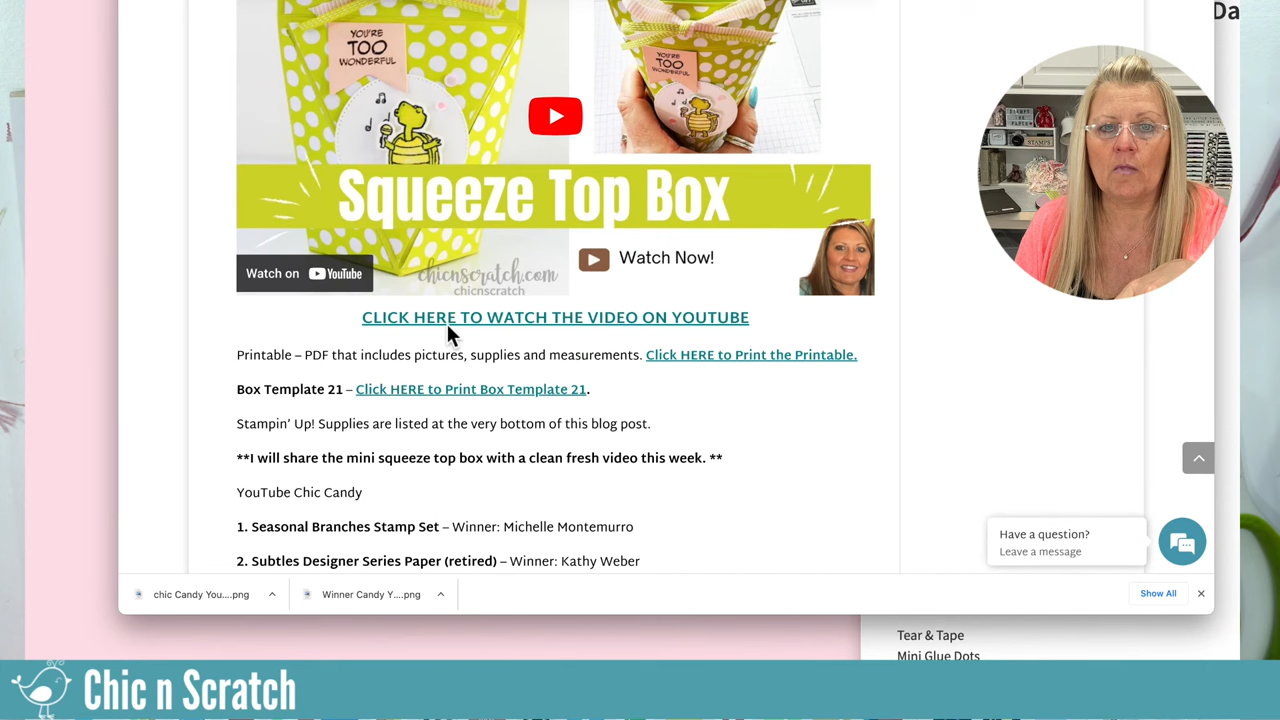 Da
YOU'RE
TOO
WONDERFUL
YOU'RE
TOO
WONDERFUL
STAMPS
Squeeze Top Box
Watch on YouTube
Watch Now!
chicnscratch.com
chicnscratch
CLICK HERE TO WATCH THE VIDEO ON YOUTUBE
Printable – PDF that includes pictures, supplies and measurements. Click HERE to Print the Printable.
Box Template 21 – Click HERE to Print Box Template 21.
Stampin’ Up! Supplies are listed at the very bottom of this blog post.
**I will share the mini squeeze top box with a clean fresh video this week. **
YouTube Chic Candy
1. Seasonal Branches Stamp Set – Winner: Michelle Montemurro
2. Subtles Designer Series Paper (retired) – Winner: Kathy Weber
Have a question?
Leave a message
chic Candy You....png
Winner Candy Y....png
Show All
Tear & Tape
Mini Glue Dots
Chic n Scratch